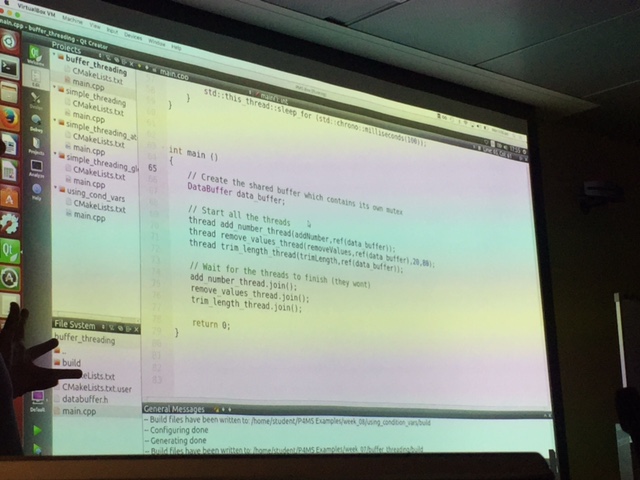 VirtualBox VM Machine View Input Devices Window Help
main.cpp - buffer_threading - Qt Creator
Projects
buffer_threading
CMakeLists.txt
main.cpp
simple_threading
CMakeLists.txt
main.cpp
simple_threading_at
CMakeLists.txt
main.cpp
simple_threading_gl
CMakeLists.txt
main.cpp
using_cond_vars
CMakeLists.txt
main.cpp
main.cpp
std::this_thread::sleep_for (std::chrono::milliseconds(100));
}
}
int main ()
{
65
// Create the shared buffer which contains its own mutex
DataBuffer data_buffer;
// Start all the threads
thread add_number_thread(addNumber,ref(data_buffer));
thread remove_values_thread(removeValues,ref(data_buffer),20,80);
thread trim_length_thread(trimLength,ref(data_buffer));
// Wait for the threads to finish (they wont)
add_number_thread.join();
remove_values_thread.join();
trim_length_thread.join();
return 0;
}
File System
buffer_threading
..
build
eLists.txt
CMakeLists.txt.user
databuffer.h
main.cpp
General Messages
-- Build files have been written to: /home/student/P4MS Examples/week_08/using_condition_vars/build
-- Configuring done
-- Generating done
-- Build files have been written to: /home/student/P4MS Examples/week_07/buffer_threading/build